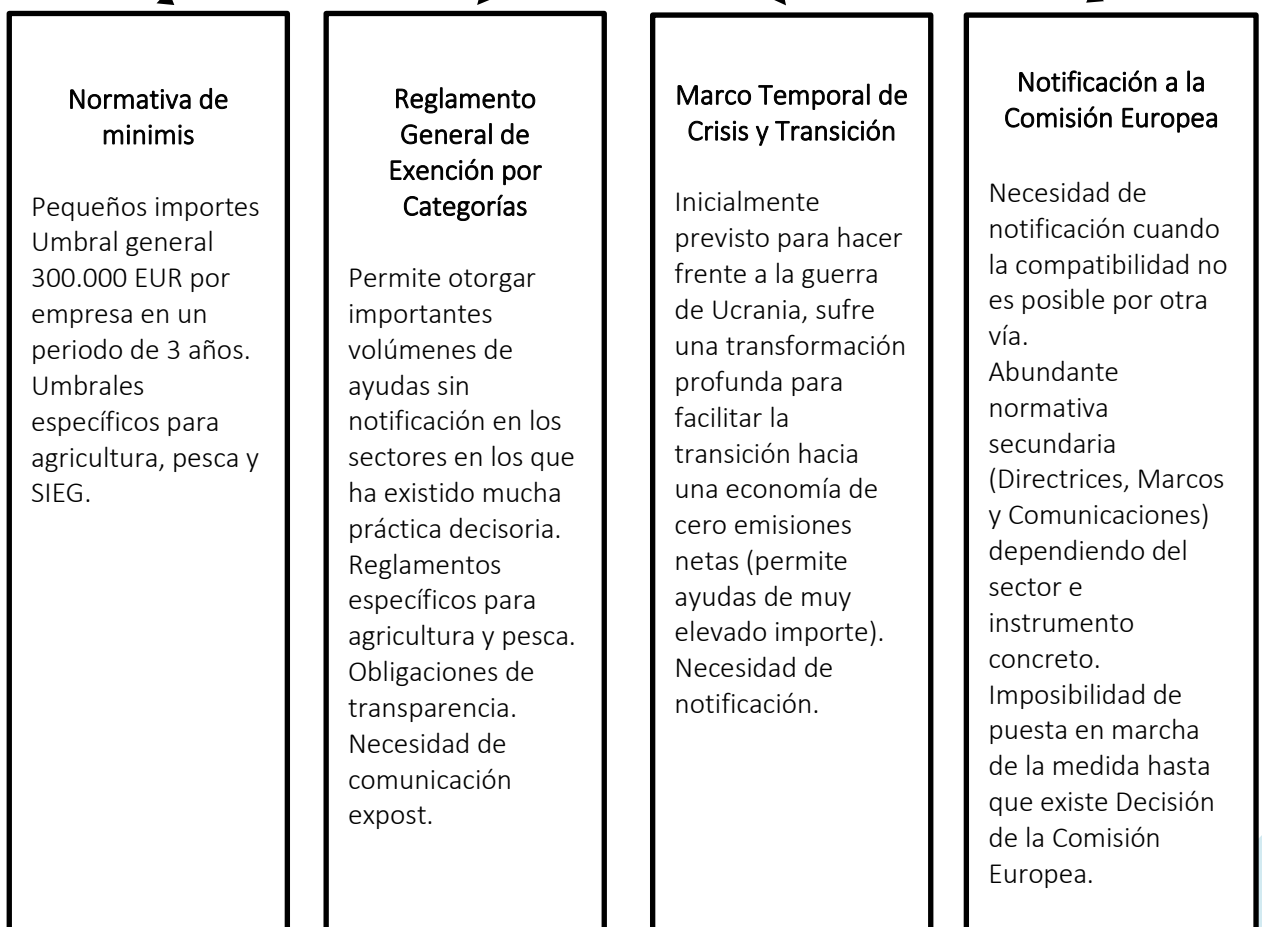 Normativa de
minimis
Pequeños importes
Umbral general
300.000 EUR por
empresa en un
periodo de 3 años.
Umbrales
específicos para
agricultura, pesca y
SIEG.
Reglamento
General de
Exención por
Categorías
Permite otorgar
importantes
volúmenes de
ayudas sin
notificación en los
sectores en los que
ha existido mucha
práctica decisoria.
Reglamentos
específicos para
agricultura y pesca.
Obligaciones de
transparencia.
Necesidad de
comunicación
expost.
Marco Temporal de
Crisis y Transición
Inicialmente
previsto para hacer
frente a la guerra
de Ucrania, sufre
una transformación
profunda para
facilitar la
transición hacia
una economía de
cero emisiones
netas (permite
ayudas de muy
elevado importe).
Necesidad de
notificación.
Notificación a la
Comisión Europea
Necesidad de
notificación cuando
la compatibilidad no
es posible por otra
vía.
Abundante
normativa
secundaria
(Directrices, Marcos
y Comunicaciones)
dependiendo del
sector e
instrumento
concreto.
Imposibilidad de
puesta en marcha
de la medida hasta
que existe Decisión
de la Comisión
Europea.